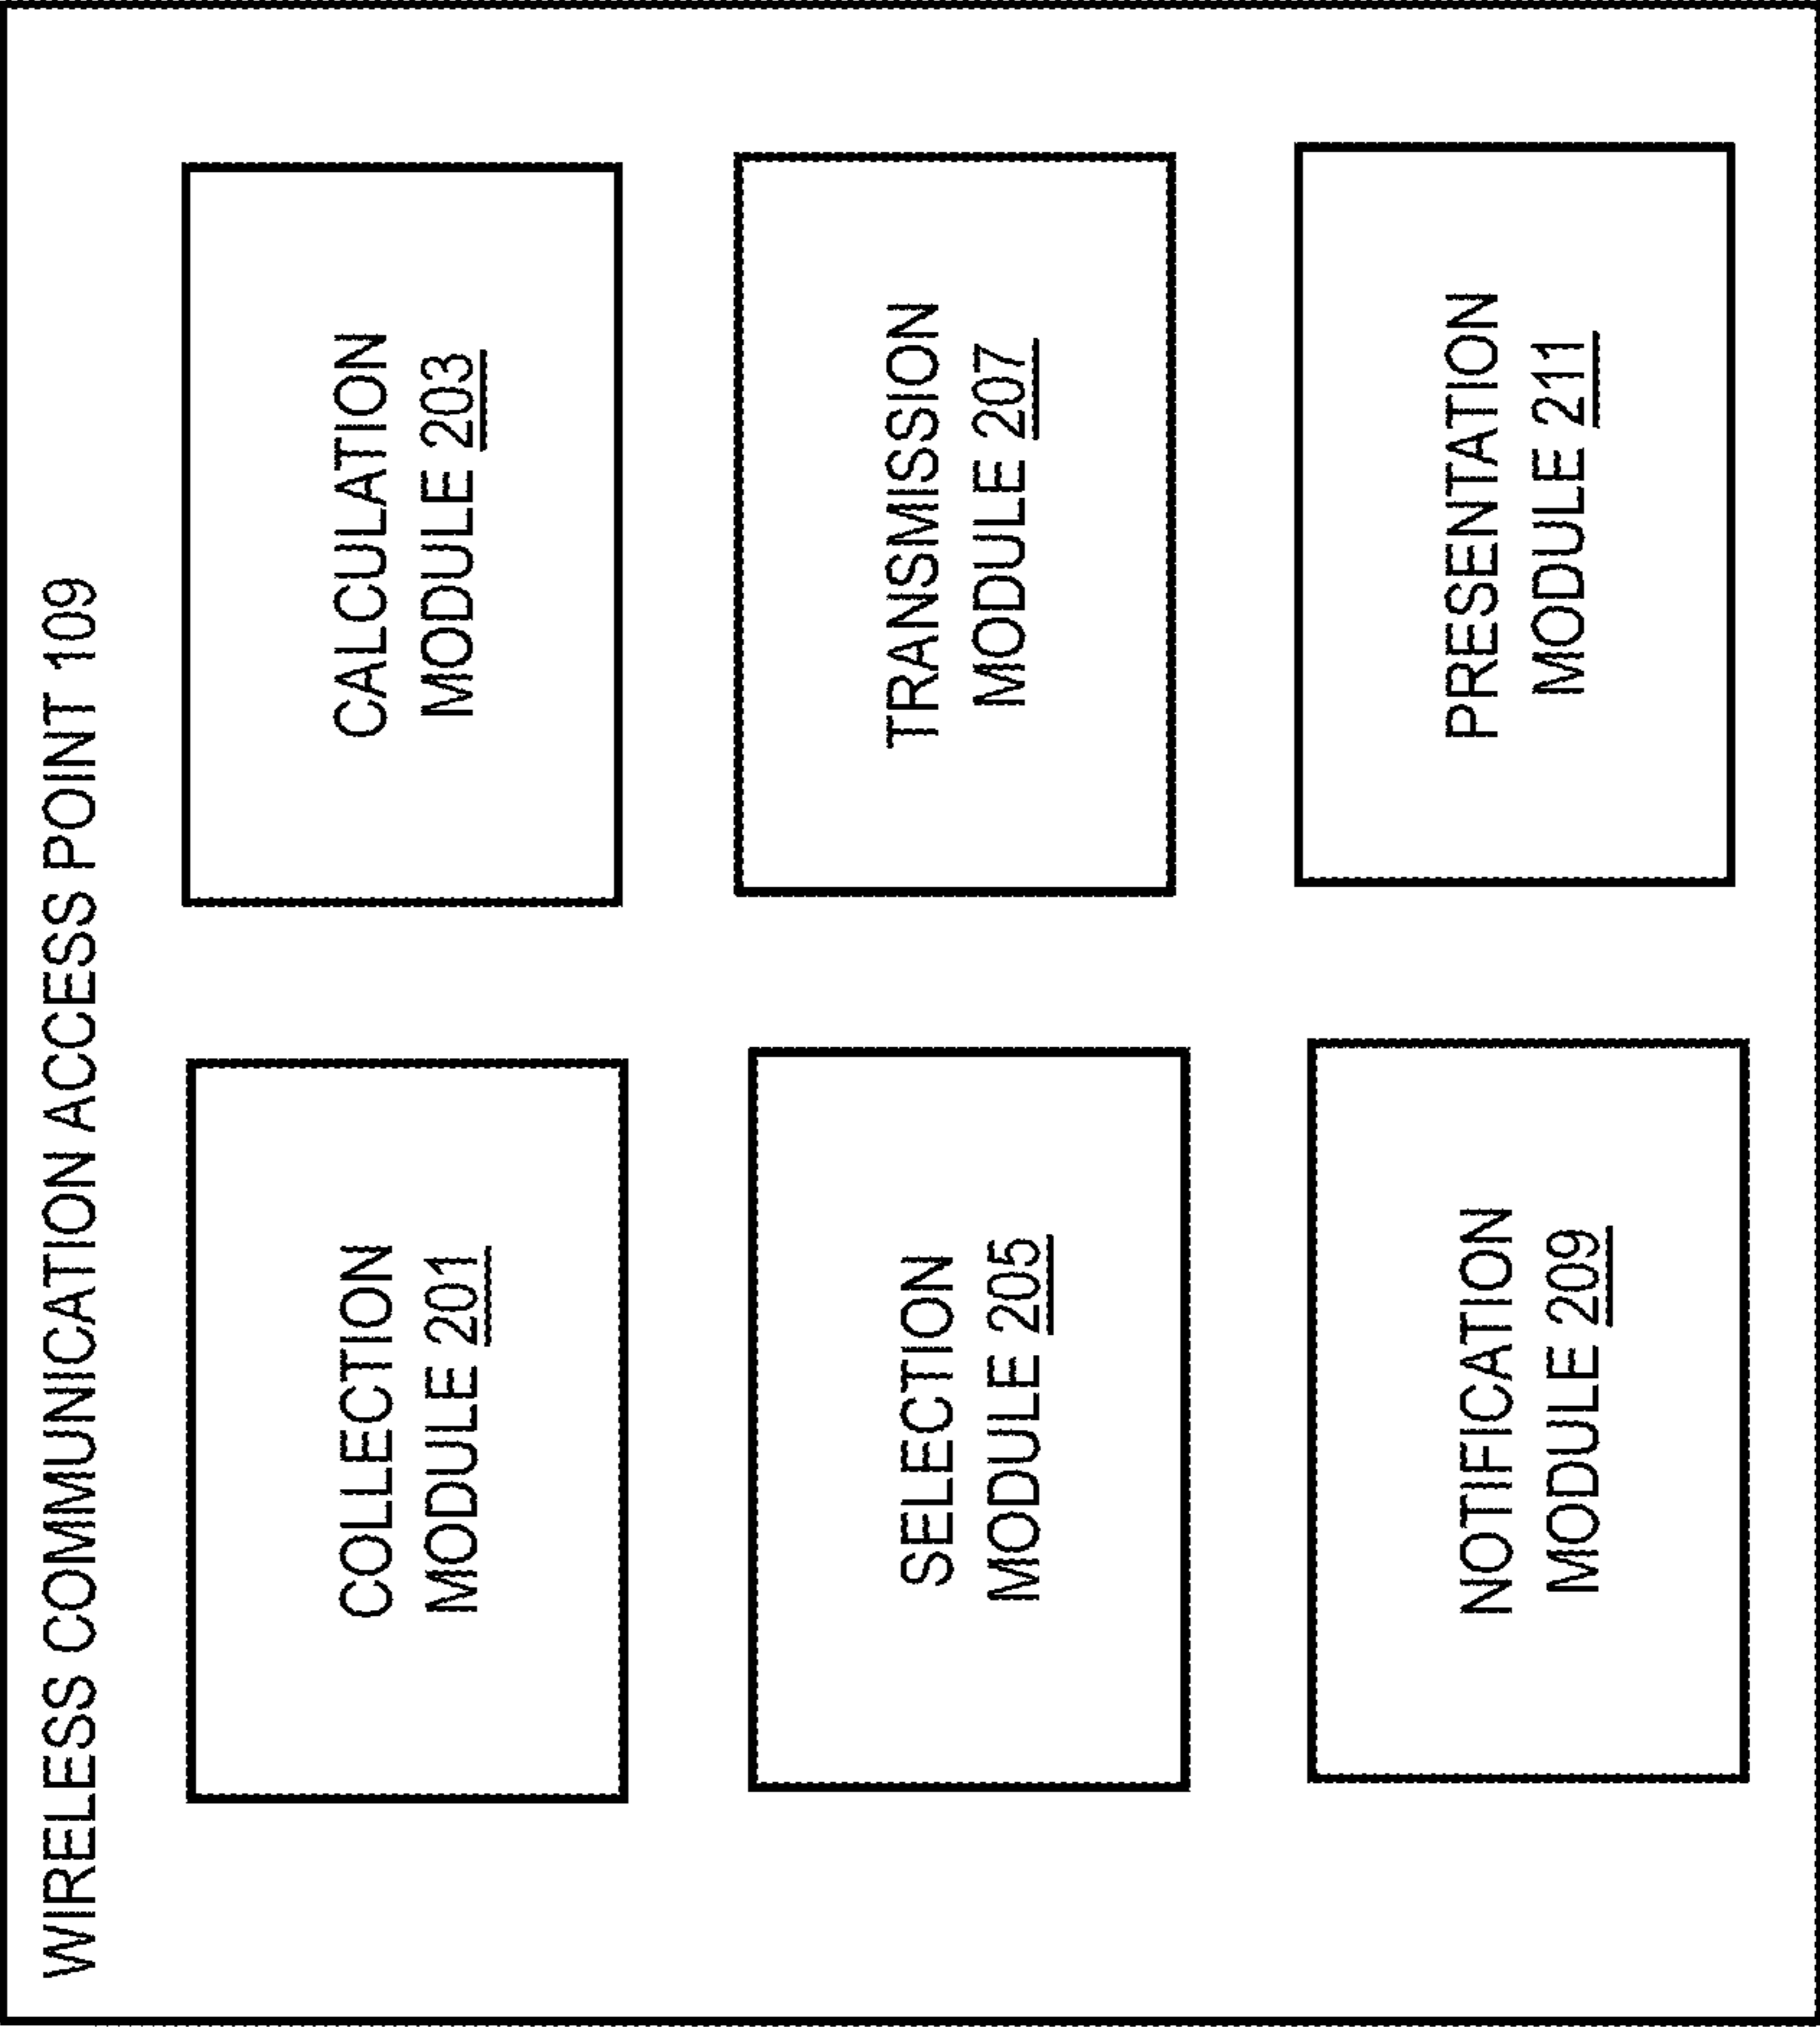 WIRELESS COMMUNICATION ACCESS POINT 109
COLLECTION
MODULE 201
CALCULATION
MODULE 203
SELECTION
MODULE 205
TRANSMISSION
MODULE 207
NOTIFICATION
MODULE 209
PRESENTATION
MODULE 211